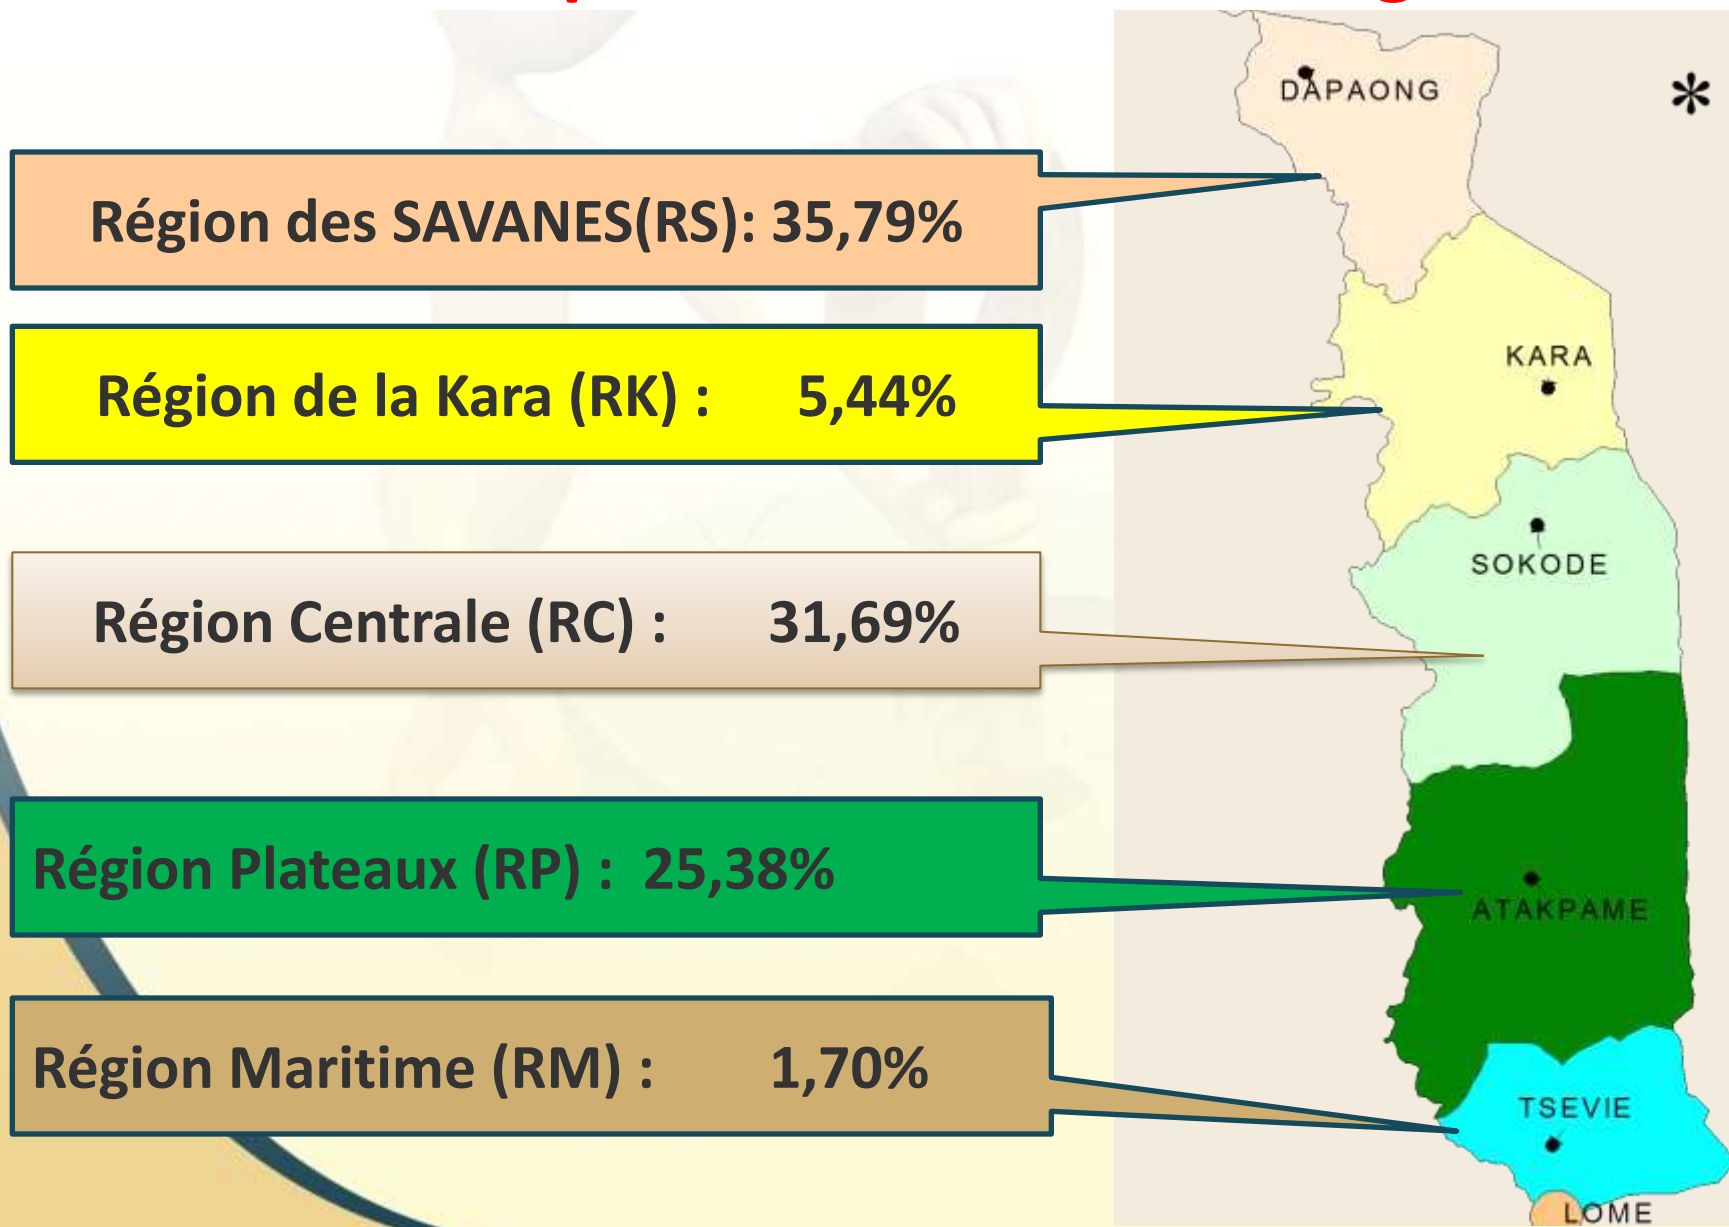 DAPAONG
*
Région des SAVANES(RS): 35,79%
Région de la Kara (RK) : 5,44%
KARA
SOKODE
Région Centrale (RC) : 31,69%
Région Plateaux (RP) : 25,38%
ATAKPAME
Région Maritime (RM) : 1,70%
TSEVIE
LOME